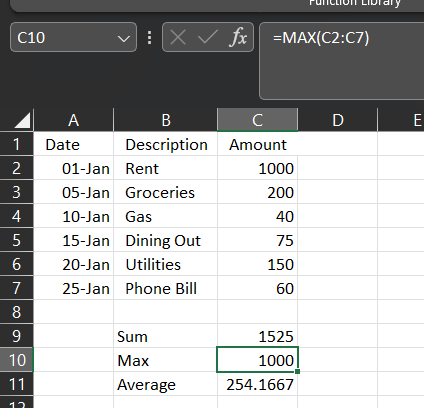 Function Library
C10 fx =MAX(C2:C7)
A B C D E
1 Date Description Amount
2 01-Jan Rent 1000
3 05-Jan Groceries 200
4 10-Jan Gas 40
5 15-Jan Dining Out 75
6 20-Jan Utilities 150
7 25-Jan Phone Bill 60
8
9 Sum 1525
10 Max 1000
11 Average 254.1667
12